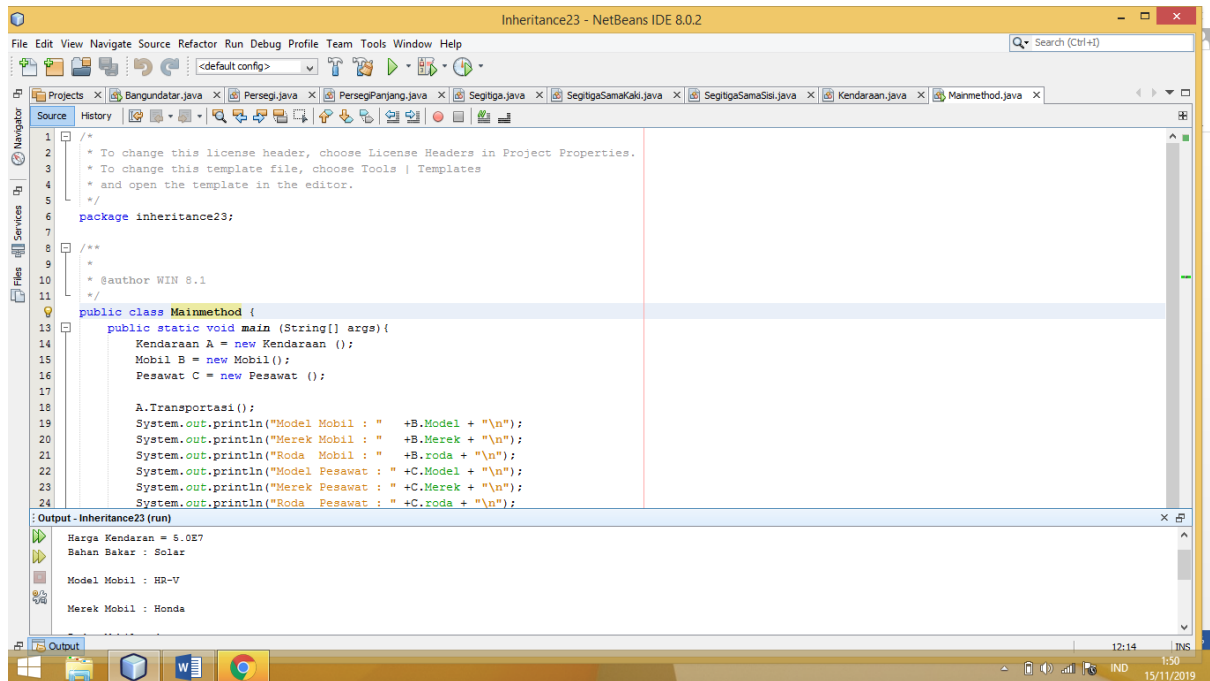 Inheritance23 - NetBeans IDE 8.0.2
File Edit View Navigate Source Refactor Run Debug Profile Team Tools Window Help
Search (Ctrl+I)
<default config>
Projects Bangundatar.java Persegi.java PersegiPanjang.java Segitiga.java SegitigaSamaKaki.java SegitigaSamaSisi.java Kendaraan.java Mainmethod.java
Navigator
Services
Files
Source History
1 /*
2 * To change this license header, choose License Headers in Project Properties.
3 * To change this template file, choose Tools | Templates
4 * and open the template in the editor.
5 */
6 package inheritance23;
7
8 /**
9 *
10 * @author WIN 8.1
11 */
public class Mainmethod {
13 public static void main (String[] args){
14 Kendaraan A = new Kendaraan ();
15 Mobil B = new Mobil();
16 Pesawat C = new Pesawat ();
17
18 A.Transportasi();
19 System.out.println("Model Mobil : " +B.Model + "\n");
20 System.out.println("Merek Mobil : " +B.Merek + "\n");
21 System.out.println("Roda Mobil : " +B.roda + "\n");
22 System.out.println("Model Pesawat : " +C.Model + "\n");
23 System.out.println("Merek Pesawat : " +C.Merek + "\n");
24 System.out.println("Roda Pesawat : " +C.roda + "\n");
Output - Inheritance23 (run)
Harga Kendaran = 5.0E7
Bahan Bakar : Solar
Model Mobil : HR-V
Merek Mobil : Honda
Output
12:14 INS
IND
1:50
15/11/2019